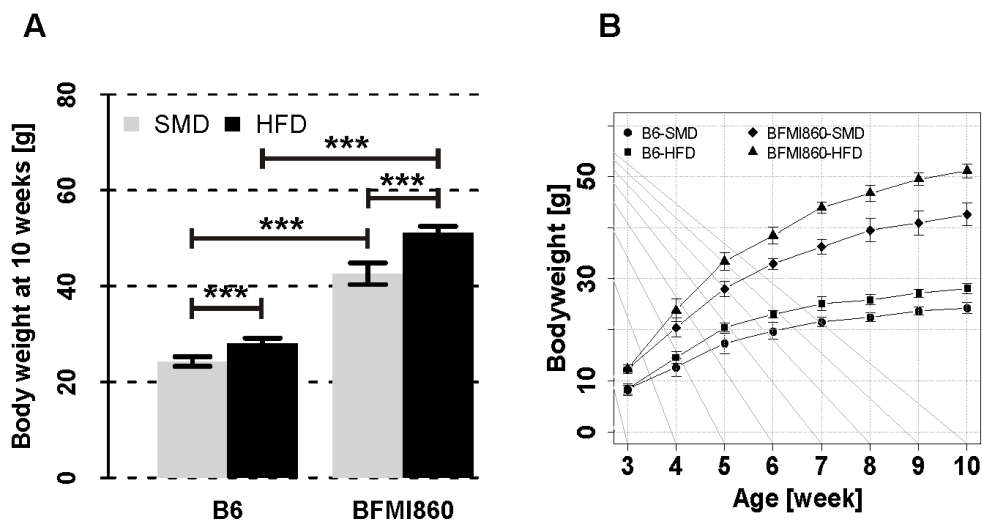 A
Body weight at 10 weeks [g]
80
60
40
20
0
SMD HFD
***
***
***
***
B6 BFMI860
B
Bodyweight [g]
50
30
10
0
B6-SMD BFMI860-SMD
B6-HFD BFMI860-HFD
3 4 5 6 7 8 9 10
Age [week]